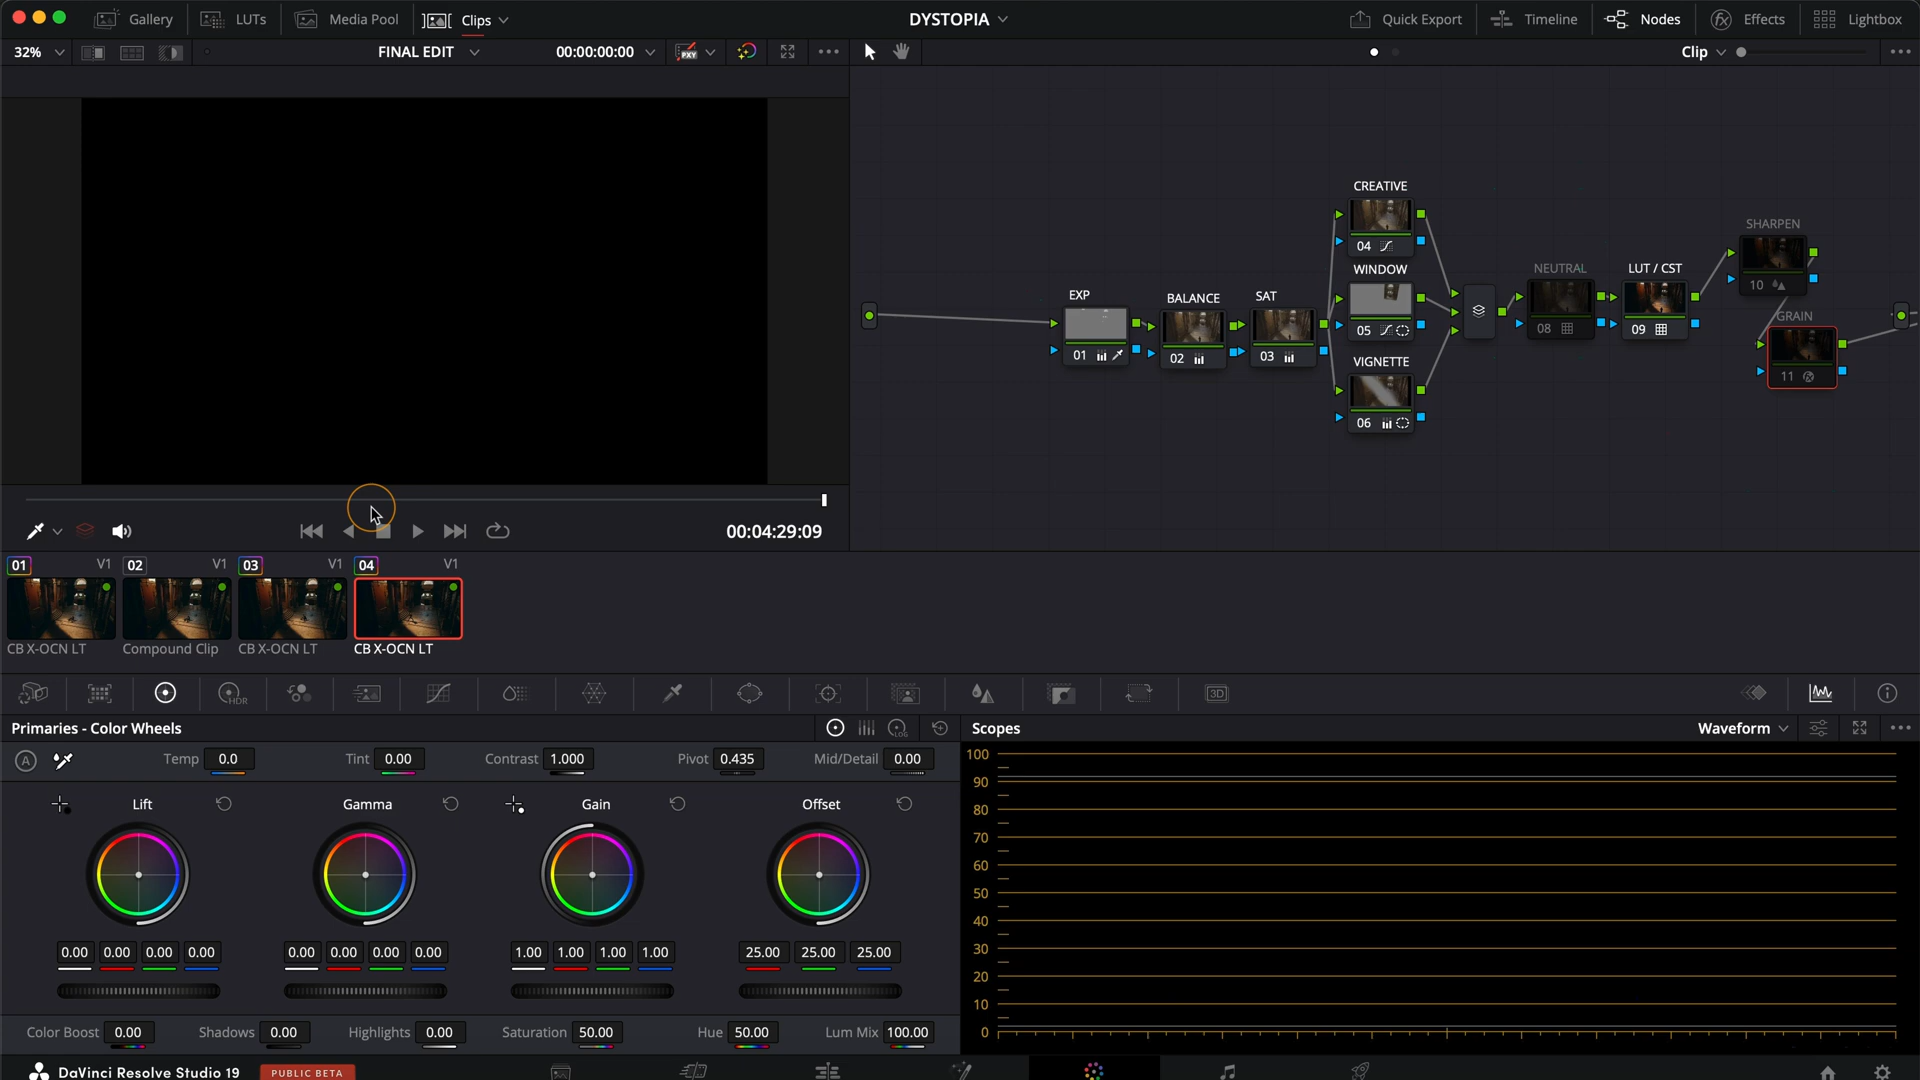 Gallery LUTs Media Pool Clips DYSTOPIA Quick Export Timeline Nodes Effects Lightbox
32% FINAL EDIT 00:00:00:00 PXY Clip
CREATIVE
04
WINDOW
05
VIGNETTE
06
EXP
01
BALANCE
02
SAT
03
NEUTRAL
08
LUT / CST
09
SHARPEN
10
GRAIN
11
00:04:29:09
01 V1 02 V1 03 V1 04 V1
CB X-OCN LT Compound Clip CB X-OCN LT CB X-OCN LT
HDR 3D
Primaries - Color Wheels LOG Scopes Waveform
A Temp 0.0 Tint 0.00 Contrast 1.000 Pivot 0.435 Mid/Detail 0.00
Lift Gamma Gain Offset
0.00 0.00 0.00 0.00 0.00 0.00 0.00 0.00 1.00 1.00 1.00 1.00 25.00 25.00 25.00
Color Boost 0.00 Shadows 0.00 Highlights 0.00 Saturation 50.00 Hue 50.00 Lum Mix 100.00
100
90
80
70
60
50
40
30
20
10
0
DaVinci Resolve Studio 19 PUBLIC BETA